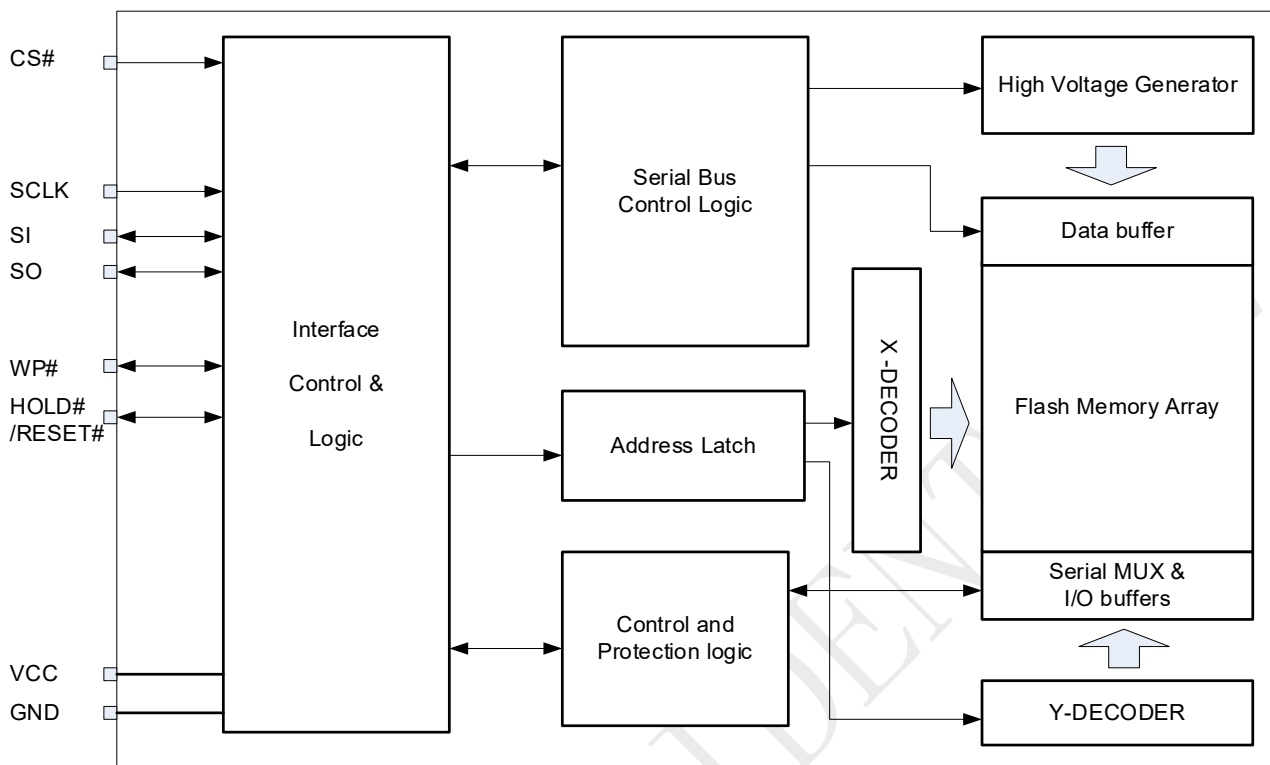 CS#
SCLK
SI
SO
WP#
HOLD#
/RESET#
VCC
GND
Interface
Control &
Logic
Serial Bus
Control Logic
Address Latch
Control and
Protection logic
X -DECODER
High Voltage Generator
Data buffer
Flash Memory Array
Serial MUX &
I/O buffers
Y-DECODER